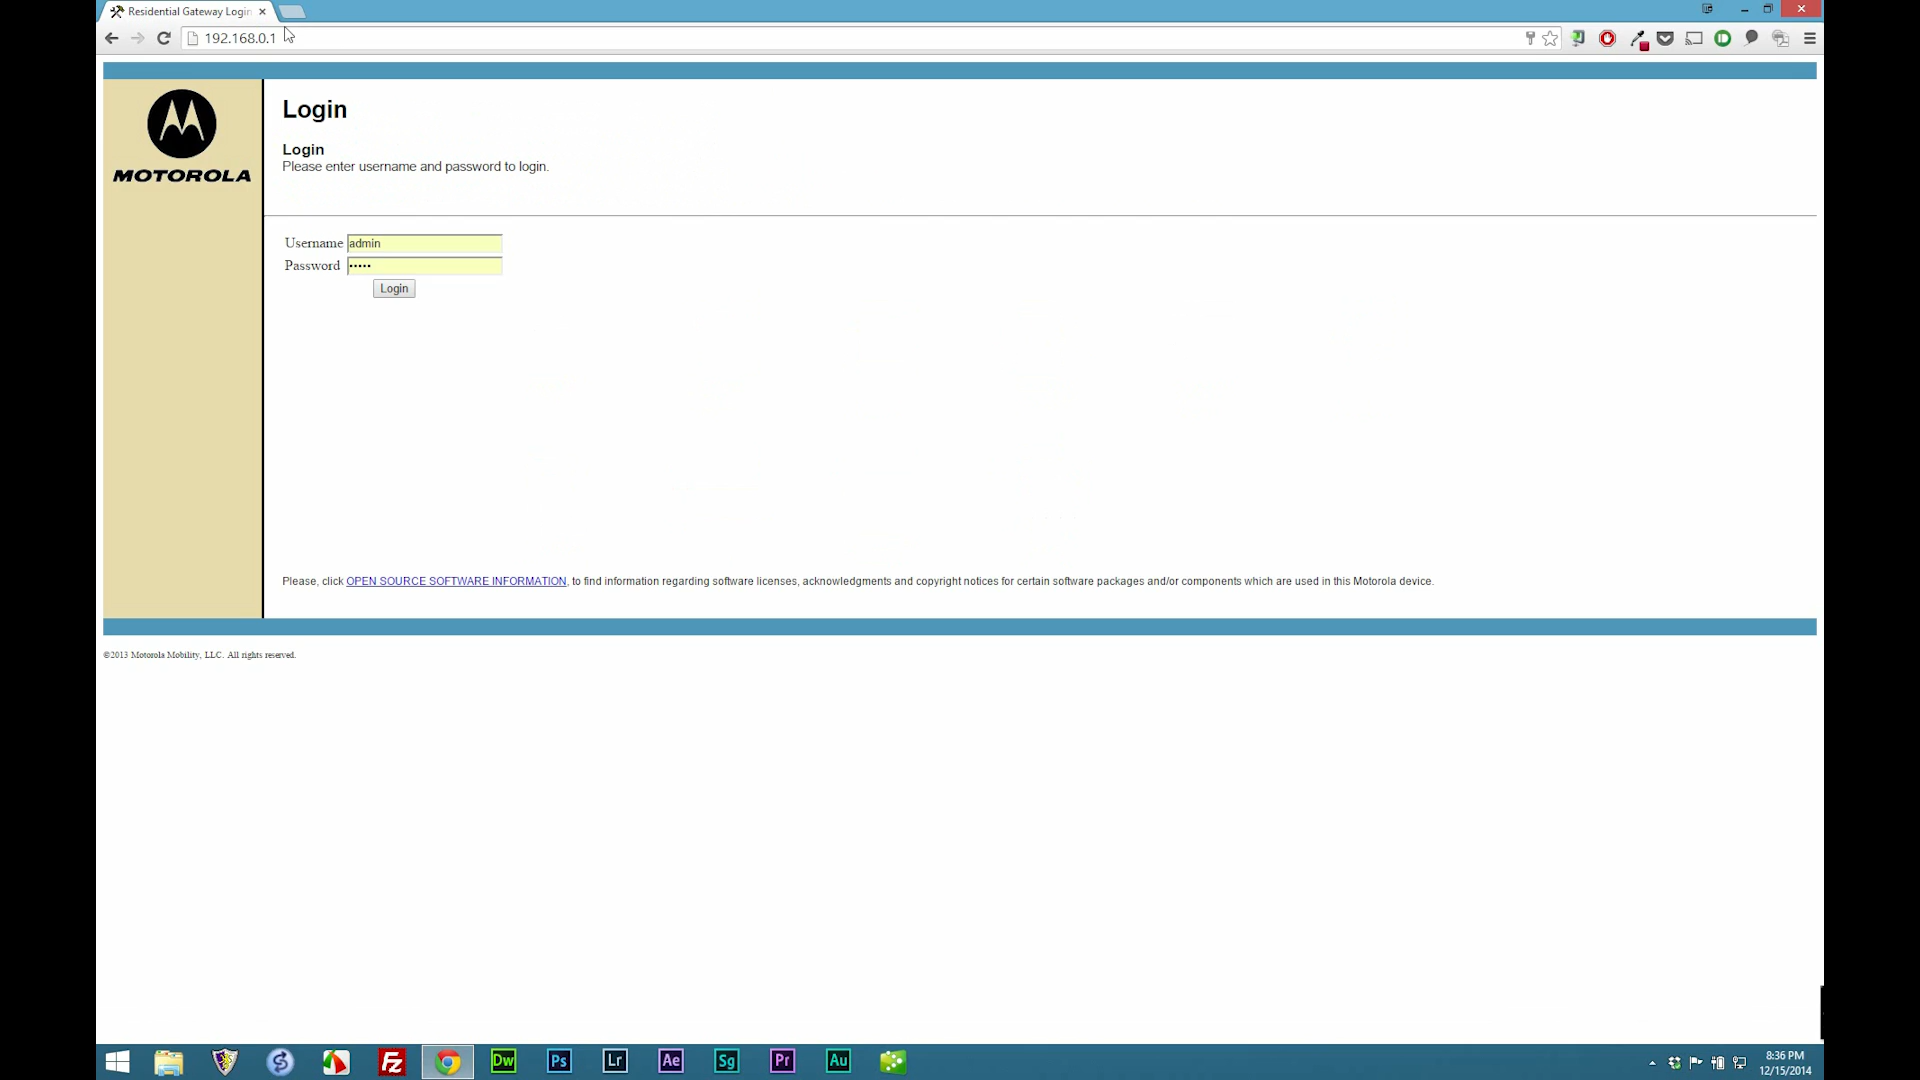 Residential Gateway Login
192.168.0.1
MOTOROLA
Login
Login
Please enter username and password to login.
Username admin
Password •••••
Login
Please, click OPEN SOURCE SOFTWARE INFORMATION, to find information regarding software licenses, acknowledgments and copyright notices for certain software packages and/or components which are used in this Motorola device.
©2013 Motorola Mobility, LLC. All rights reserved.
Fz Dw Ps Lr Ae Sg Pr Au
8:36 PM
12/15/2014